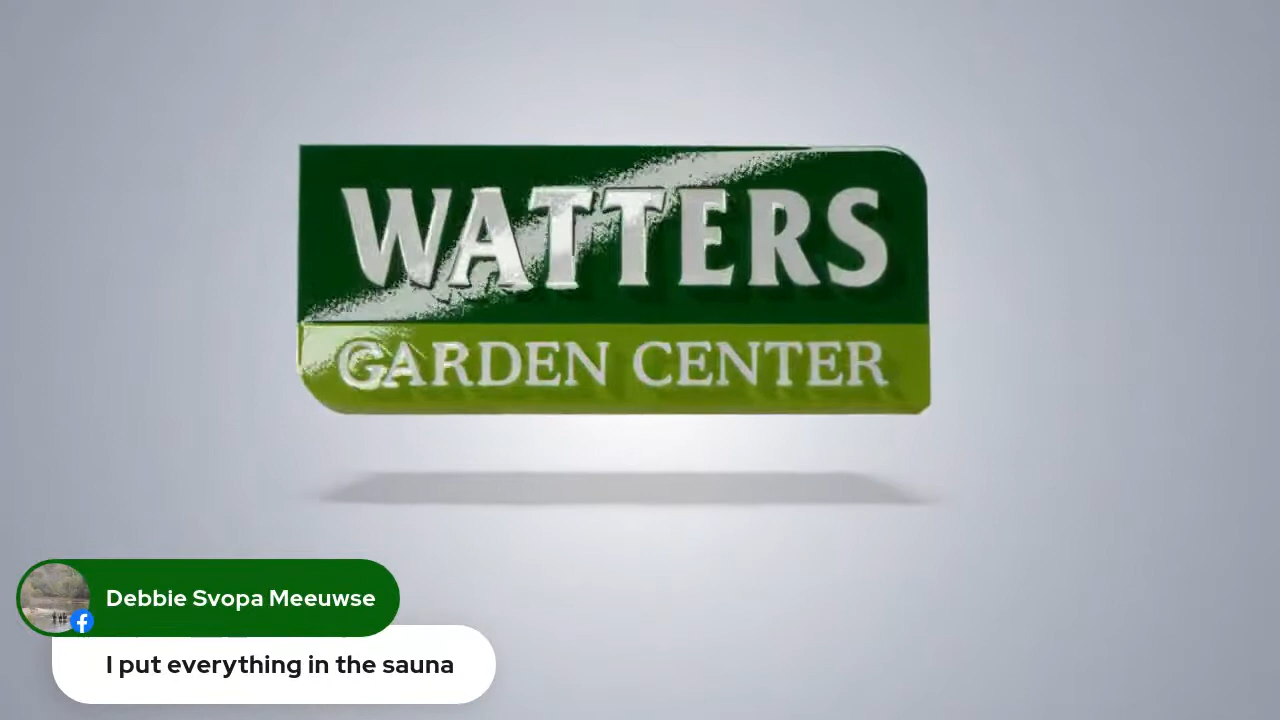 WATTERS
GARDEN CENTER
Debbie Svopa Meeuwse
I put everything in the sauna